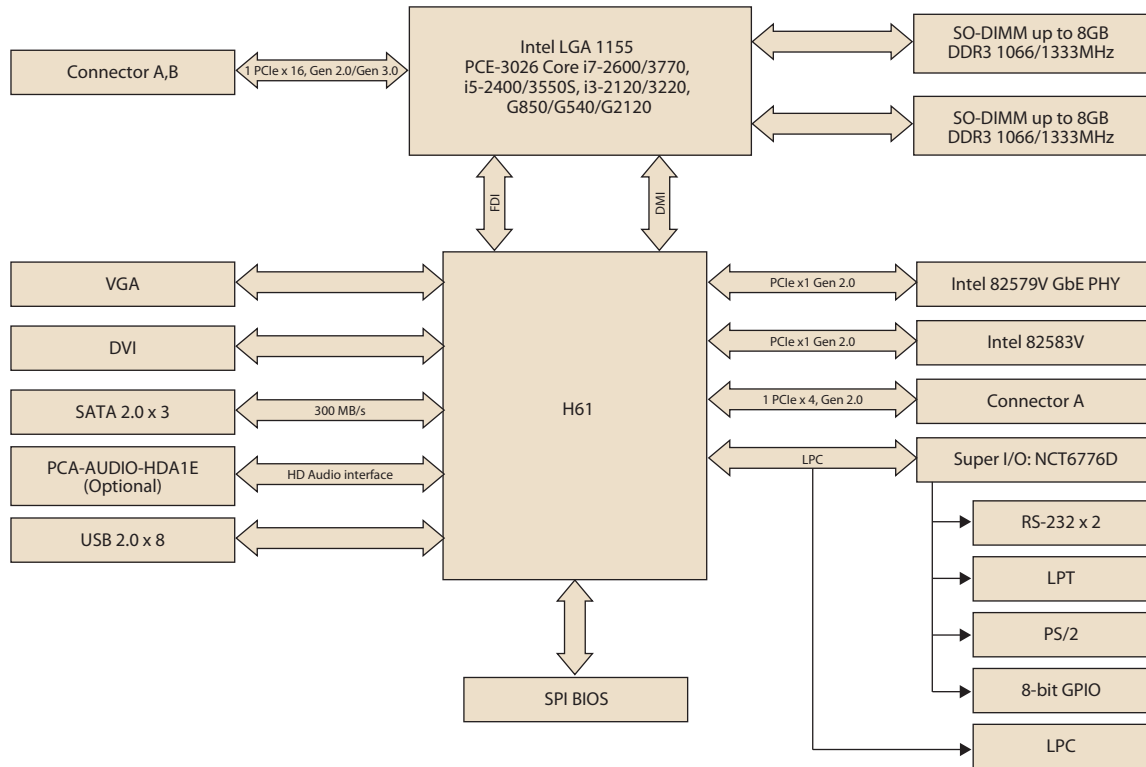 Connector A,B
1 PCIe x 16, Gen 2.0/Gen 3.0
Intel LGA 1155
PCE-3026 Core i7-2600/3770,
i5-2400/3550S, i3-2120/3220,
G850/G540/G2120
SO-DIMM up to 8GB
DDR3 1066/1333MHz
SO-DIMM up to 8GB
DDR3 1066/1333MHz
FDI
DMI
VGA
DVI
SATA 2.0 x 3
300 MB/s
PCA-AUDIO-HDA1E
(Optional)
HD Audio interface
USB 2.0 x 8
H61
PCIe x1 Gen 2.0
Intel 82579V GbE PHY
PCIe x1 Gen 2.0
Intel 82583V
1 PCIe x 4, Gen 2.0
Connector A
LPC
Super I/O: NCT6776D
RS-232 x 2
LPT
PS/2
8-bit GPIO
LPC
SPI BIOS